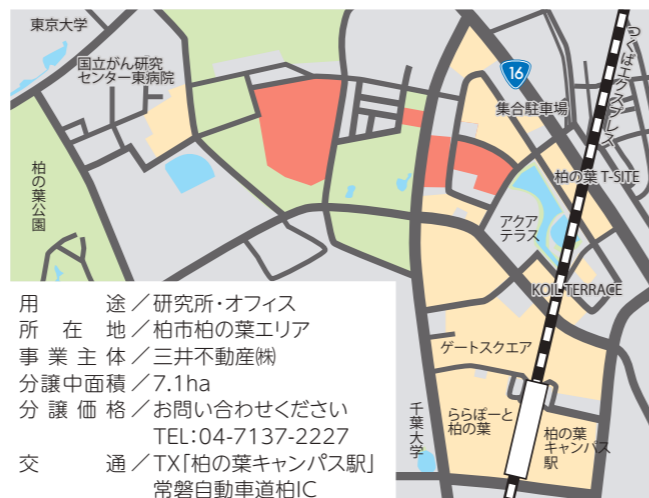 東京大学
国立がん研究
センター東病院
16
つくばエクスプレス
集合駐車場
柏の葉公園
柏の葉 T-SITE
アクア
テラス
KOIL TERRACE
ゲートスクエア
ららぽーと
柏の葉
柏の葉
キャンパス
駅
千葉大学
用途／研究所・オフィス
所在地／柏市柏の葉エリア
事業主体／三井不動産㈱
分譲中面積／7.1ha
分譲価格／お問い合わせください
TEL:04-7137-2227
交通／TX「柏の葉キャンパス駅」
常磐自動車道柏IC